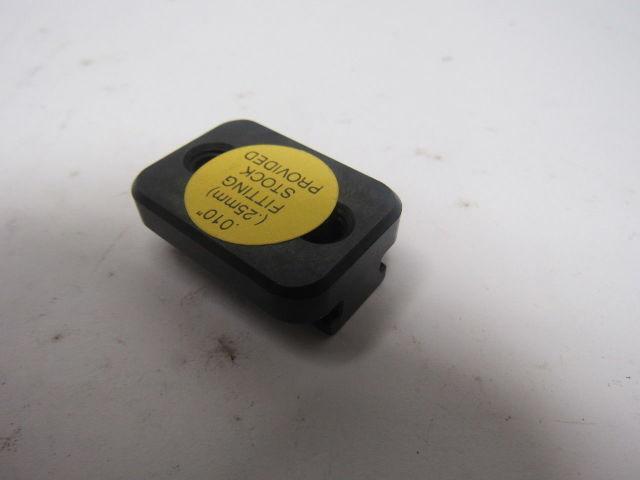 .010"
(.25mm)
FITTING
STOCK
PROVIDED